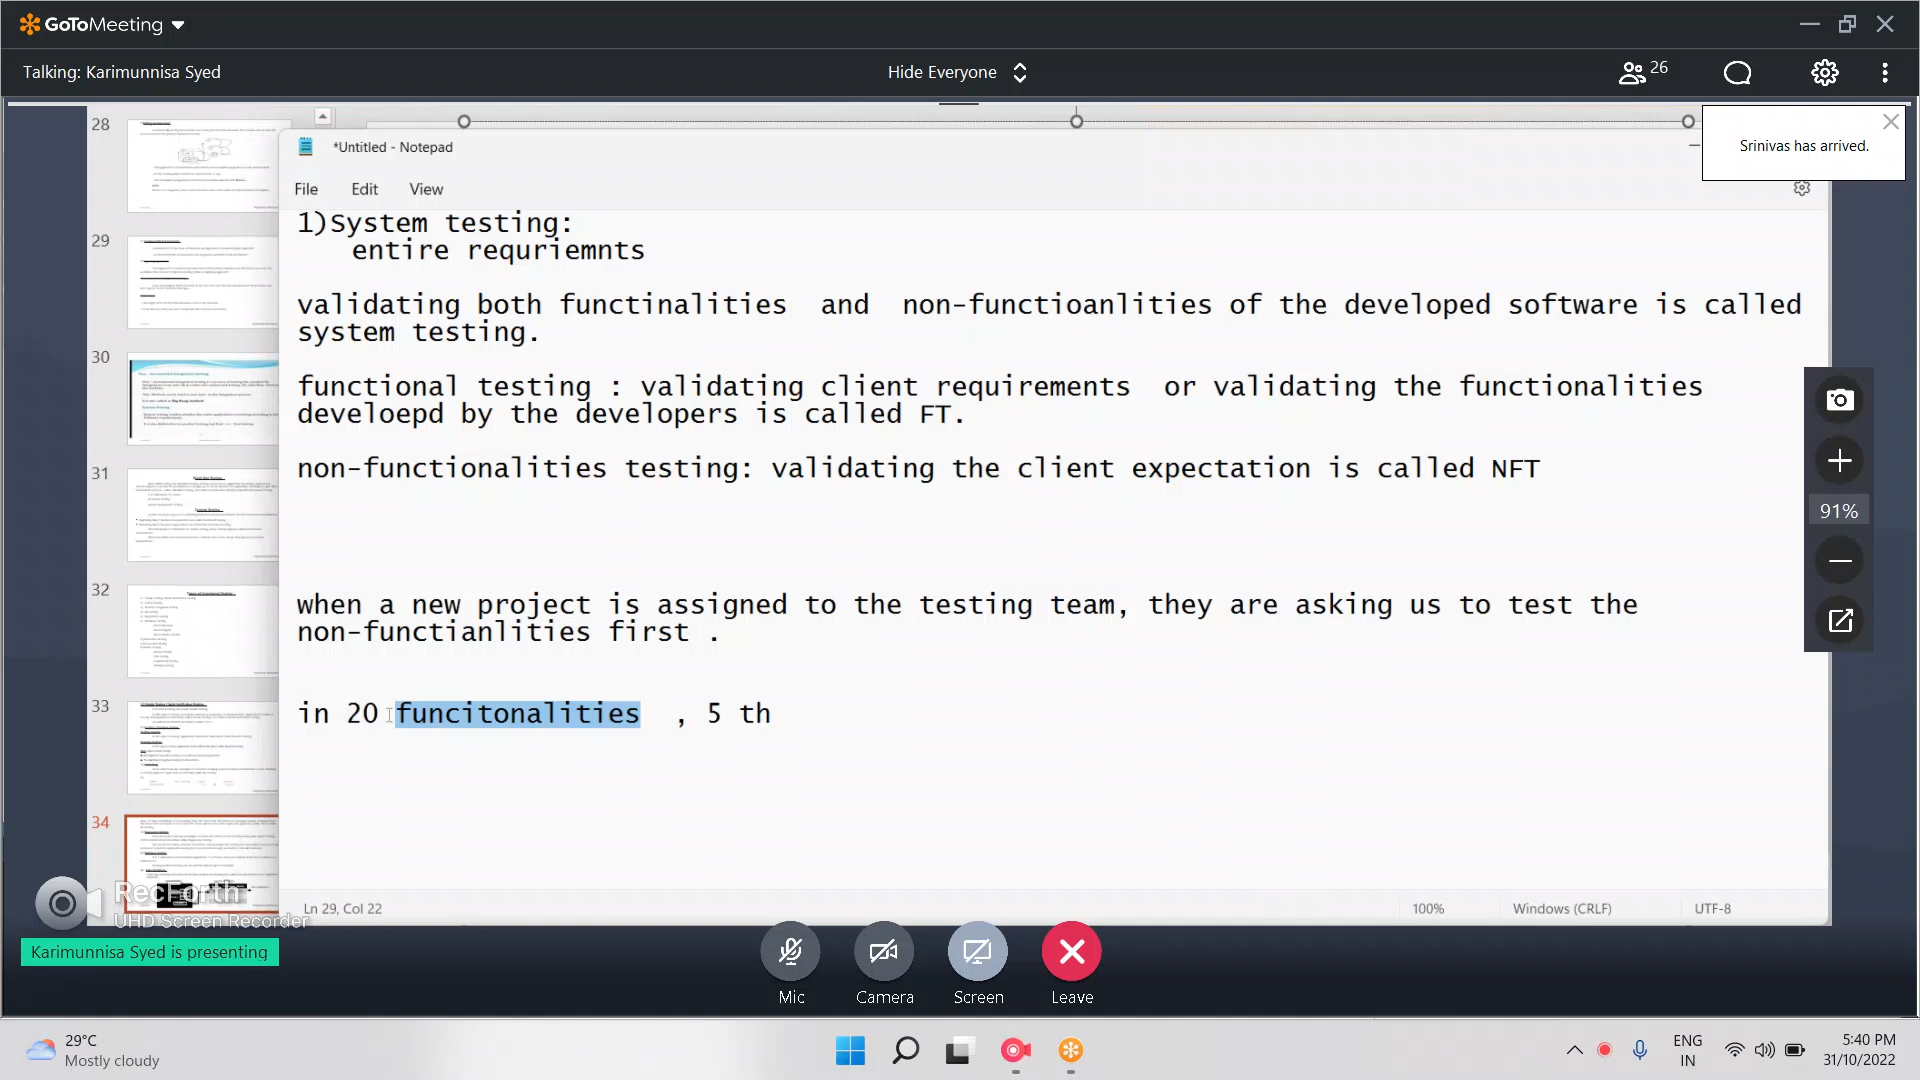 GoToMeeting
Talking: Karimunnisa Syed
Hide Everyone
26
Srinivas has arrived.
28
29
30
31
32
33
34
*Untitled - Notepad
File Edit View
1)System testing:
entire requriemnts
validating both functinalities and non-functioanlities of the developed software is called
system testing.
functional testing : validating client requirements or validating the functionalities
develoepd by the developers is called FT.
non-functionalities testing: validating the client expectation is called NFT
when a new project is assigned to the testing team, they are asking us to test the
non-functianlities first .
in 20 funcitonalities , 5 th
91%
RecForth
UHD Screen Recorder
Ln 29, Col 22
100%
Windows (CRLF)
UTF-8
Karimunnisa Syed is presenting
Mic
Camera
Screen
Leave
29°C
Mostly cloudy
ENG
IN
5:40 PM
31/10/2022